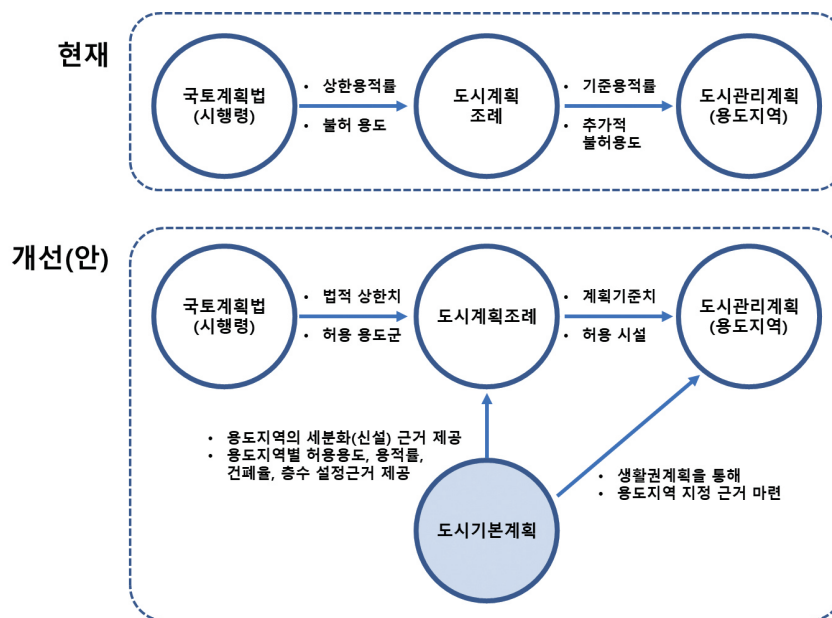 현재
국토계획법
(시행령)
• 상한용적률
• 불허 용도
도시계획
조례
• 기준용적률
• 추가적
불허용도
도시관리계획
(용도지역)
개선(안)
국토계획법
(시행령)
• 법적 상한치
• 허용 용도군
도시계획조례
• 계획기준치
• 허용 시설
도시관리계획
(용도지역)
• 용도지역의 세분화(신설) 근거 제공
• 용도지역별 허용용도, 용적률,
건폐율, 층수 설정근거 제공
• 생활권계획을 통해
• 용도지역 지정 근거 마련
도시기본계획